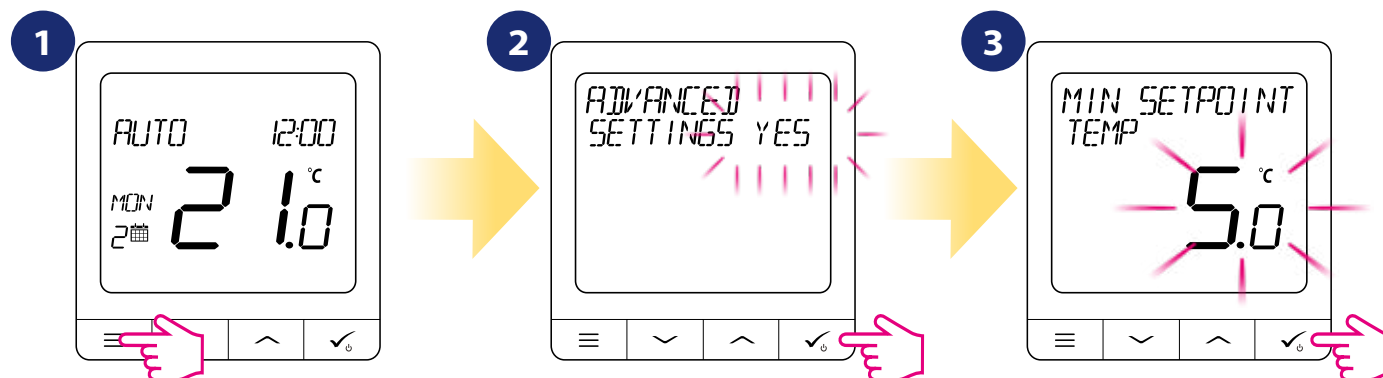 1
AUTO 12:00
MON
2
21.0 °C
2
ADVANCED
SETTINGS YES
3
MIN SETPOINT
TEMP
5.0 °C